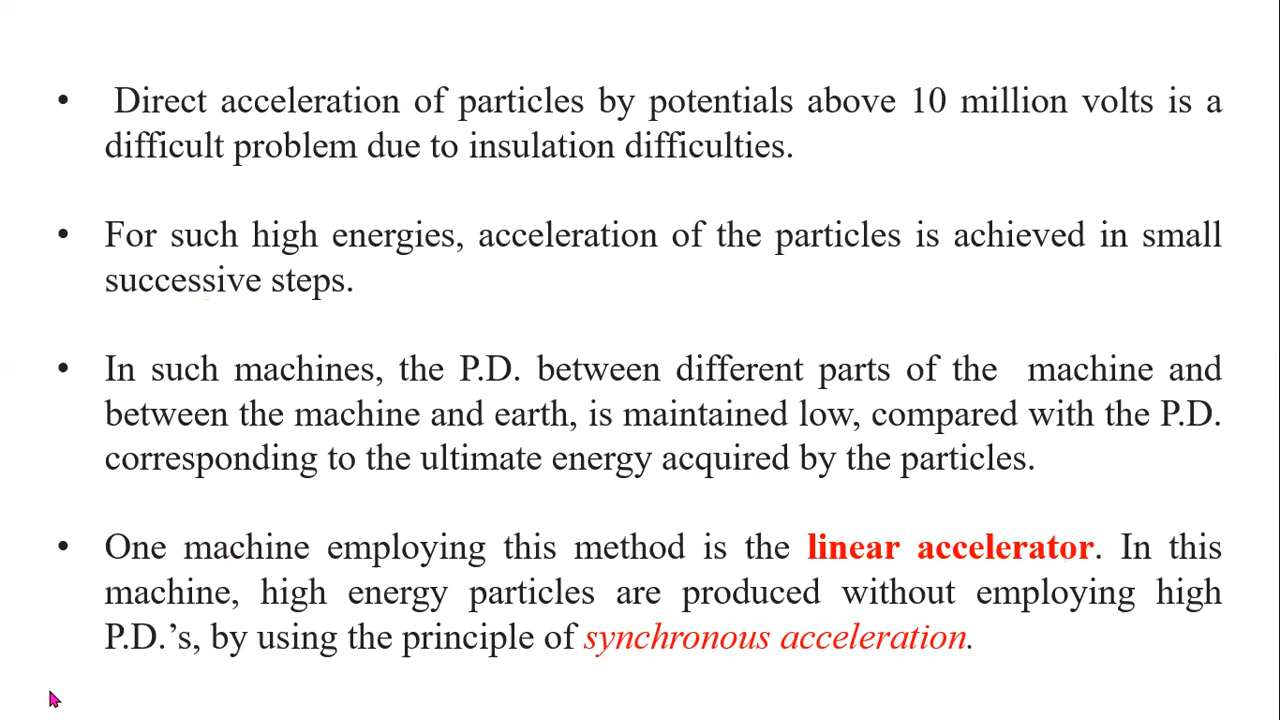 • Direct acceleration of particles by potentials above 10 million volts is a
difficult problem due to insulation difficulties.
• For such high energies, acceleration of the particles is achieved in small
successive steps.
• In such machines, the P.D. between different parts of the machine and
between the machine and earth, is maintained low, compared with the P.D.
corresponding to the ultimate energy acquired by the particles.
• One machine employing this method is the linear accelerator. In this
machine, high energy particles are produced without employing high
P.D.’s, by using the principle of synchronous acceleration.